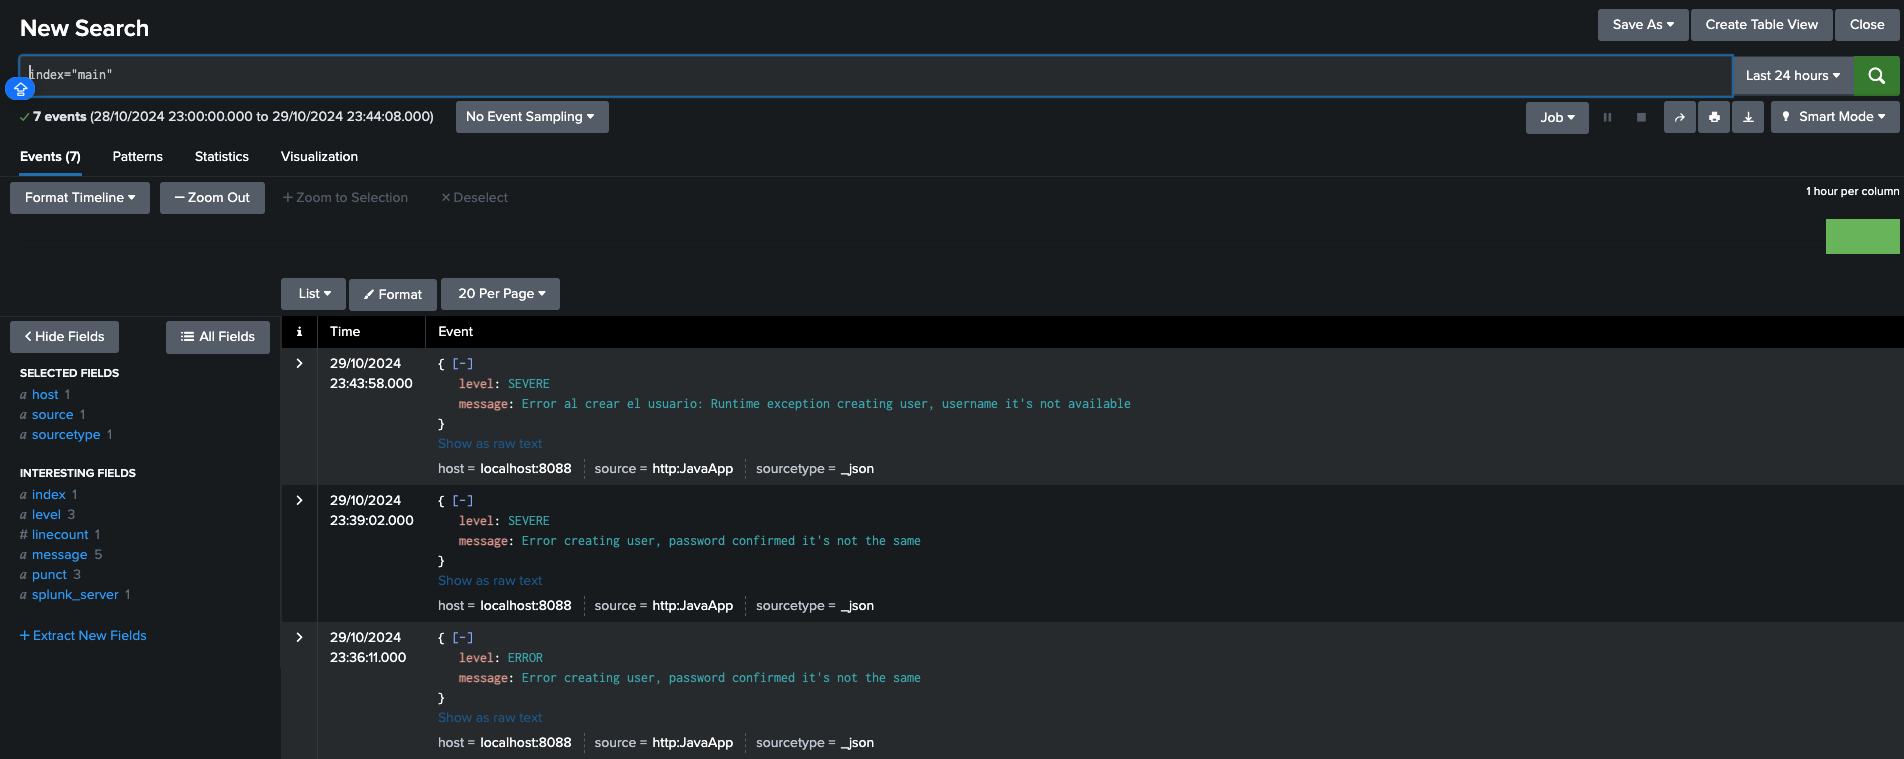 New Search
Save As Create Table View Close
index="main"
Last 24 hours
7 events (28/10/2024 23:00:00.000 to 29/10/2024 23:44:08.000)
No Event Sampling
Job
Smart Mode
Events (7) Patterns Statistics Visualization
Format Timeline — Zoom Out + Zoom to Selection × Deselect
1 hour per column
List Format 20 Per Page
< Hide Fields All Fields
SELECTED FIELDS
a host 1
a source 1
a sourcetype 1
INTERESTING FIELDS
a index 1
a level 3
# linecount 1
a message 5
a punct 3
a splunk_server 1
+ Extract New Fields
i Time Event
29/10/2024
23:43:58.000
{ [-]
level: SEVERE
message: Error al crear el usuario: Runtime exception creating user, username it's not available
}
Show as raw text
host = localhost:8088 source = http:JavaApp sourcetype = _json
29/10/2024
23:39:02.000
{ [-]
level: SEVERE
message: Error creating user, password confirmed it's not the same
}
Show as raw text
host = localhost:8088 source = http:JavaApp sourcetype = _json
29/10/2024
23:36:11.000
{ [-]
level: ERROR
message: Error creating user, password confirmed it's not the same
}
Show as raw text
host = localhost:8088 source = http:JavaApp sourcetype = _json